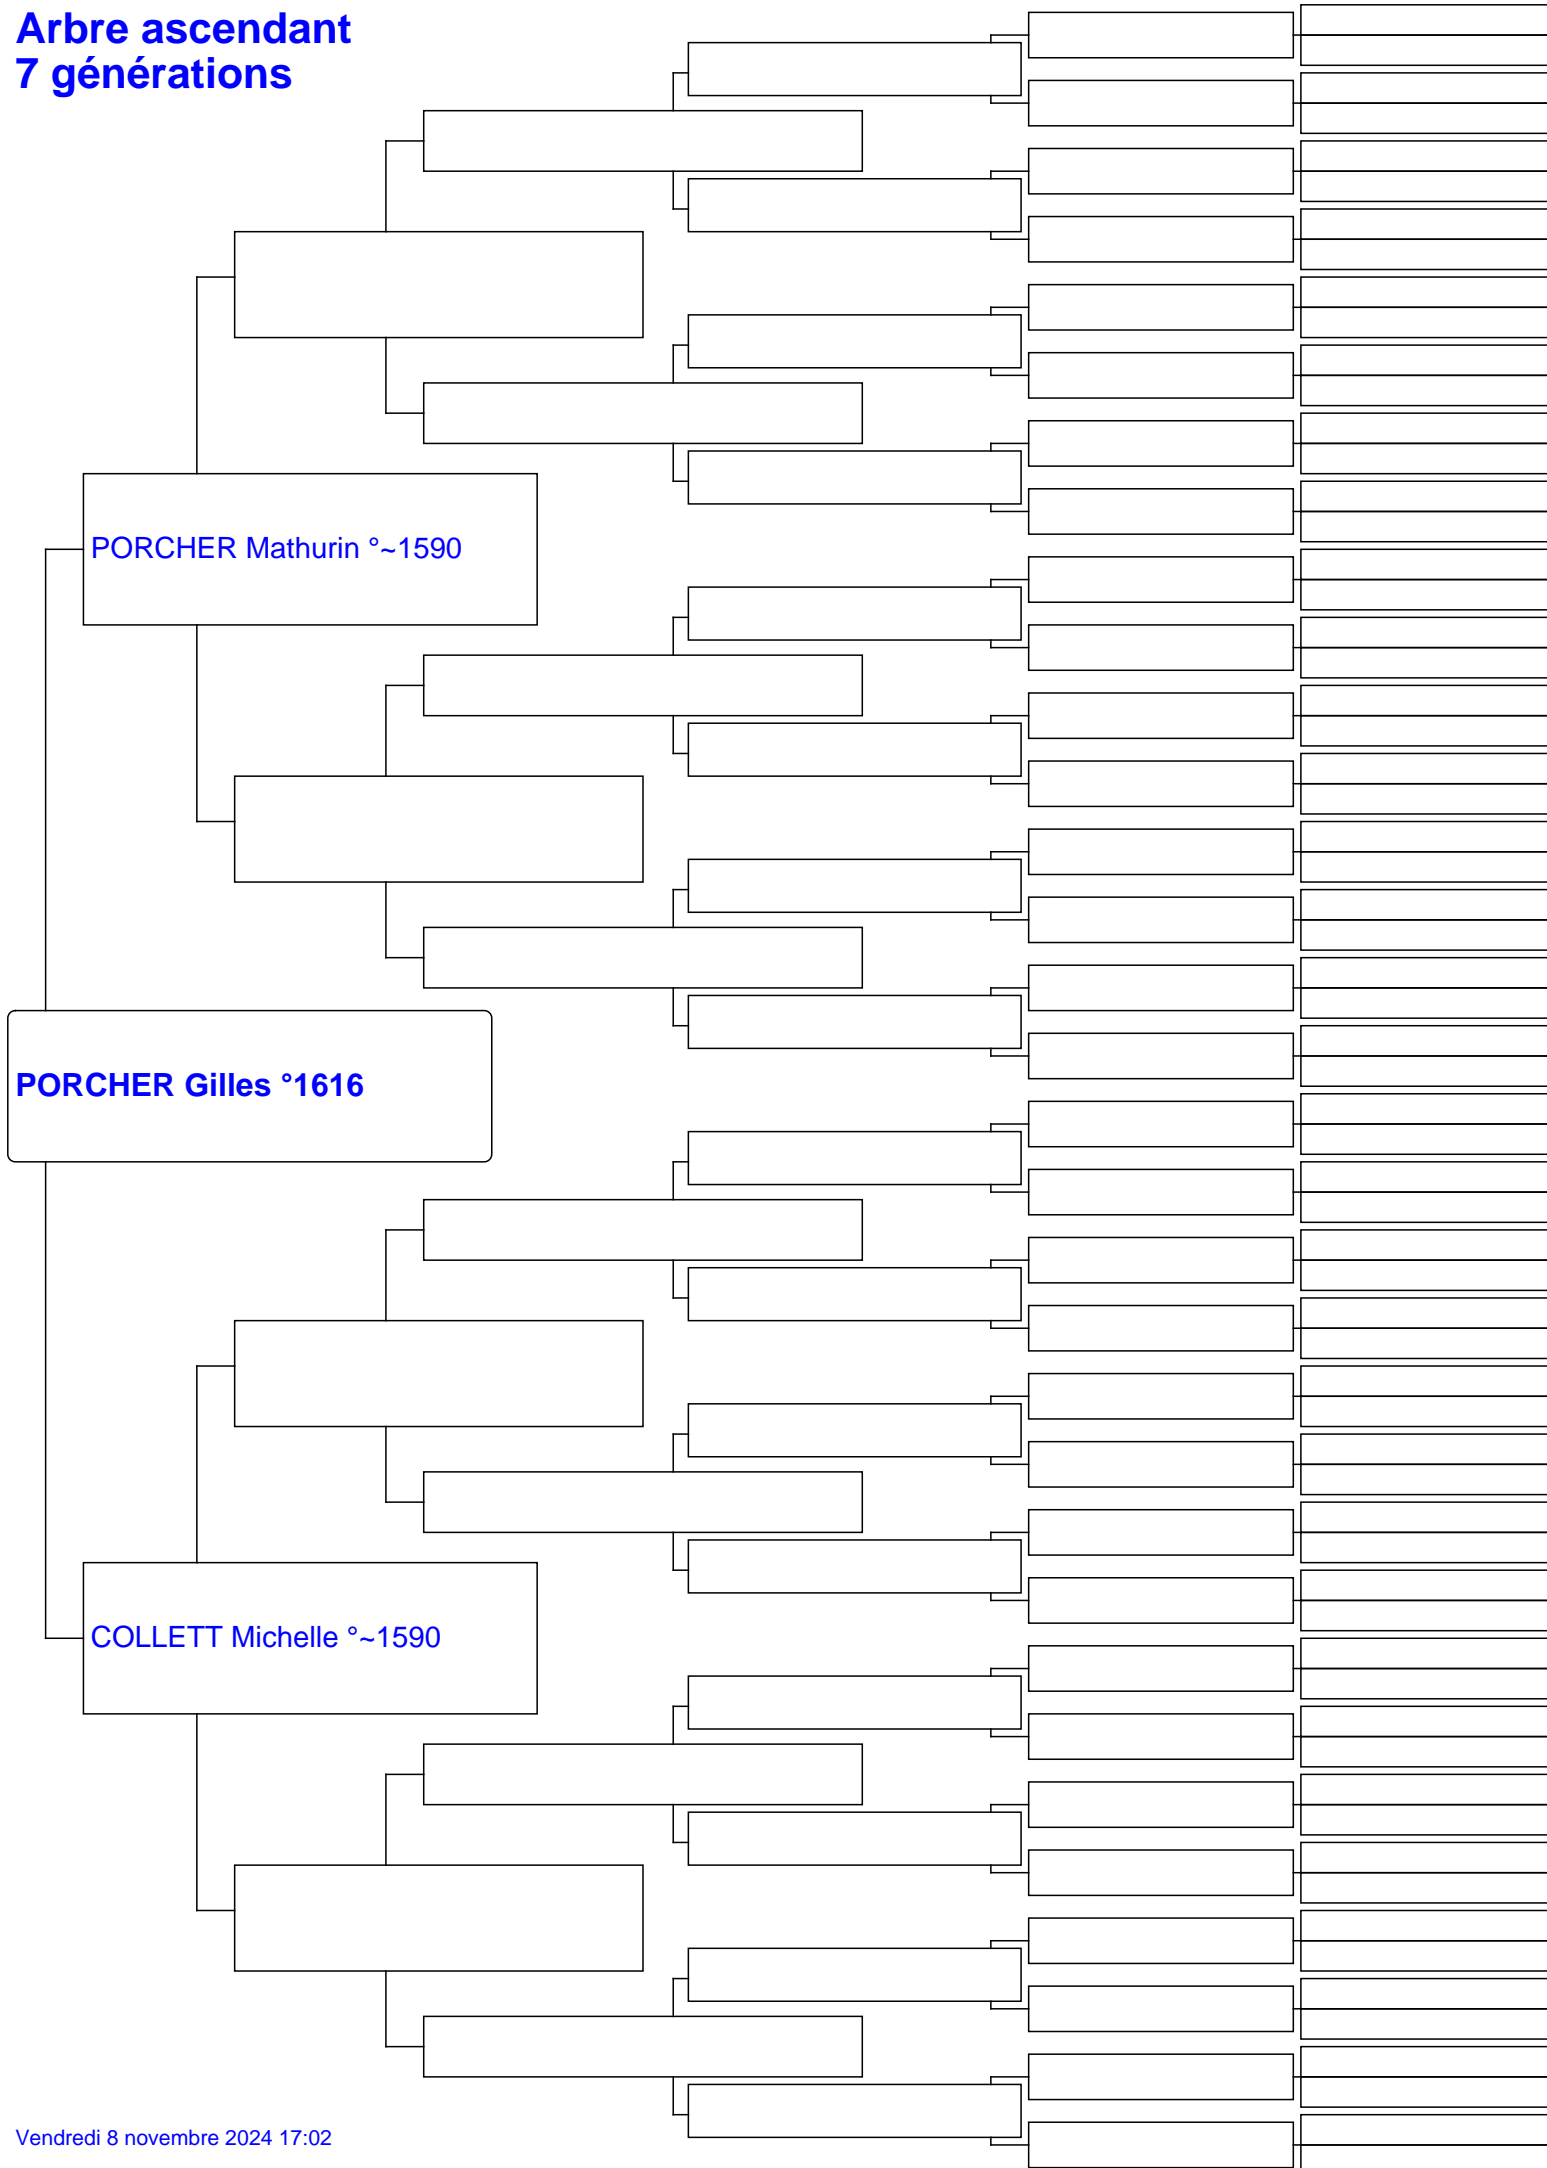 Arbre ascendant
7 générations
PORCHER Mathurin °~1590
PORCHER Gilles °1616
COLLETT Michelle °~1590
Vendredi 8 novembre 2024 17:02